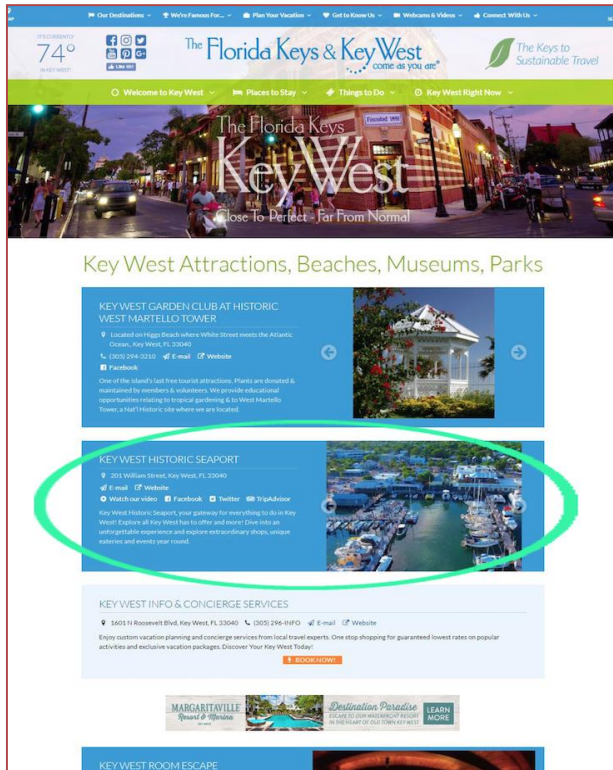 Our Destinations
We're Famous For...
Plan Your Vacation
Get to Know Us
Webcams & Videos
Connect With Us
IT'S CURRENTLY
74°
IN KEY WEST!
Like
The Florida Keys & Key West
come as you are®
The Keys to
Sustainable Travel
Welcome to Key West
Places to Stay
Things to Do
Key West Right Now
The Florida Keys
Key West
Close To Perfect - Far From Normal
Founded 1891
Key West Attractions, Beaches, Museums, Parks
KEY WEST GARDEN CLUB AT HISTORIC
WEST MARTELLO TOWER
Located on Higgs Beach where White Street meets the Atlantic
Ocean,, Key West, FL 33040
(305) 294-3210 E-mail Website
Facebook
One of the island's last free tourist attractions. Plants are donated &
maintained by members & volunteers. We provide educational
opportunities relating to tropical gardening & to West Martello
Tower, a Nat'l Historic site where we are located.
KEY WEST HISTORIC SEAPORT
201 William Street, Key West, FL 33040
E-mail Website
Watch our video Facebook Twitter TripAdvisor
Key West Historic Seaport, your gateway for everything to do in Key
West! Explore all Key West has to offer and more! Dive into an
unforgettable experience and explore extraordinary shops, unique
eateries and events year round.
KEY WEST INFO & CONCIERGE SERVICES
1601 N Roosevelt Blvd, Key West, FL 33040 (305) 296-INFO E-mail Website
Enjoy custom vacation planning and concierge services from local travel experts. One stop shopping for guaranteed lowest rates on popular
activities and exclusive vacation packages. Discover Your Key West Today!
BOOK NOW!
MARGARITAVILLE
Resort & Marina
Destination Paradise
ESCAPE TO OUR WATERFRONT RESORT
IN THE HEART OF OLD TOWN KEY WEST
LEARN
MORE
KEY WEST ROOM ESCAPE